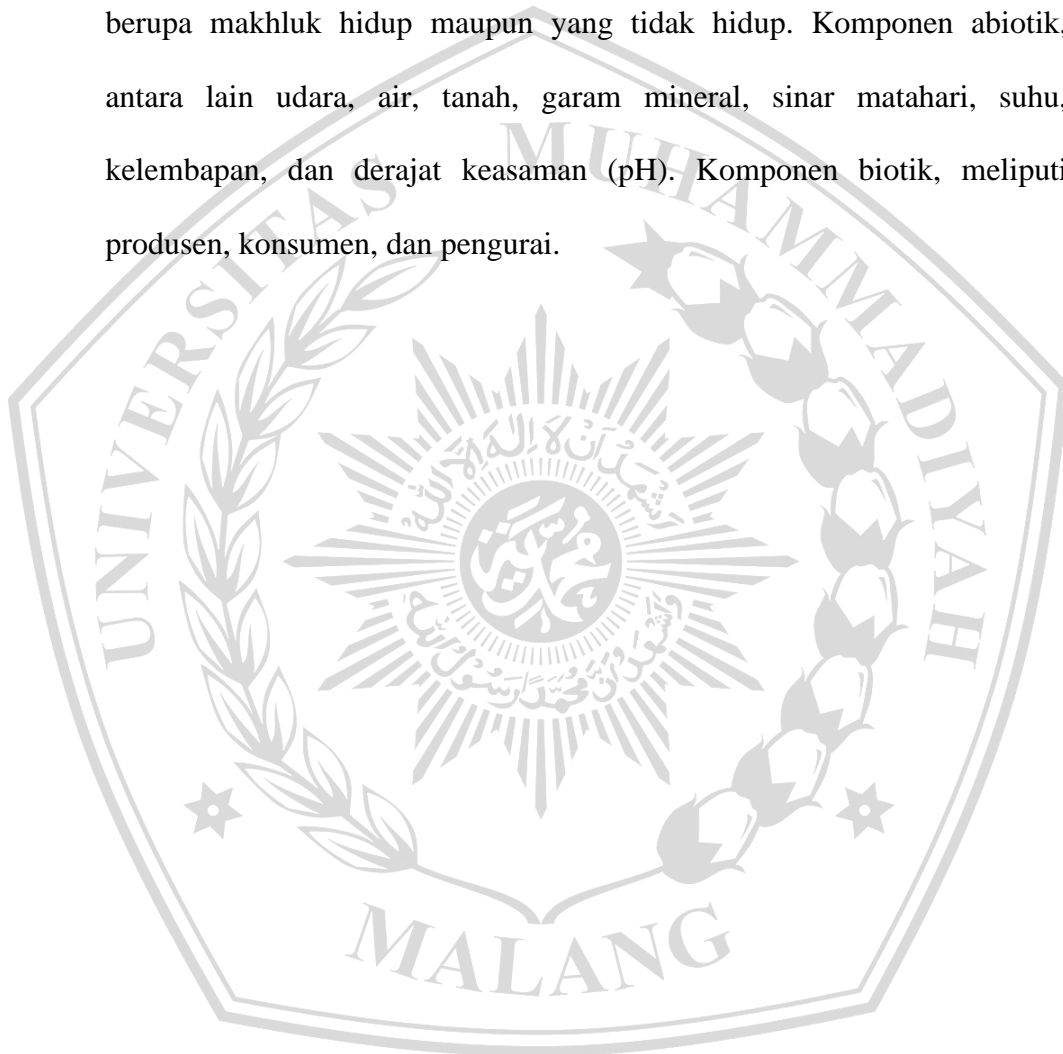 berupa makhluk hidup maupun yang tidak hidup. Komponen abiotik,
antara lain udara, air, tanah, garam mineral, sinar matahari, suhu,
kelembapan, dan derajat keasaman (pH). Komponen biotik, meliputi
produsen, konsumen, dan pengurai.
UNIVERSITAS MUHAMMADIYAH
MALANG